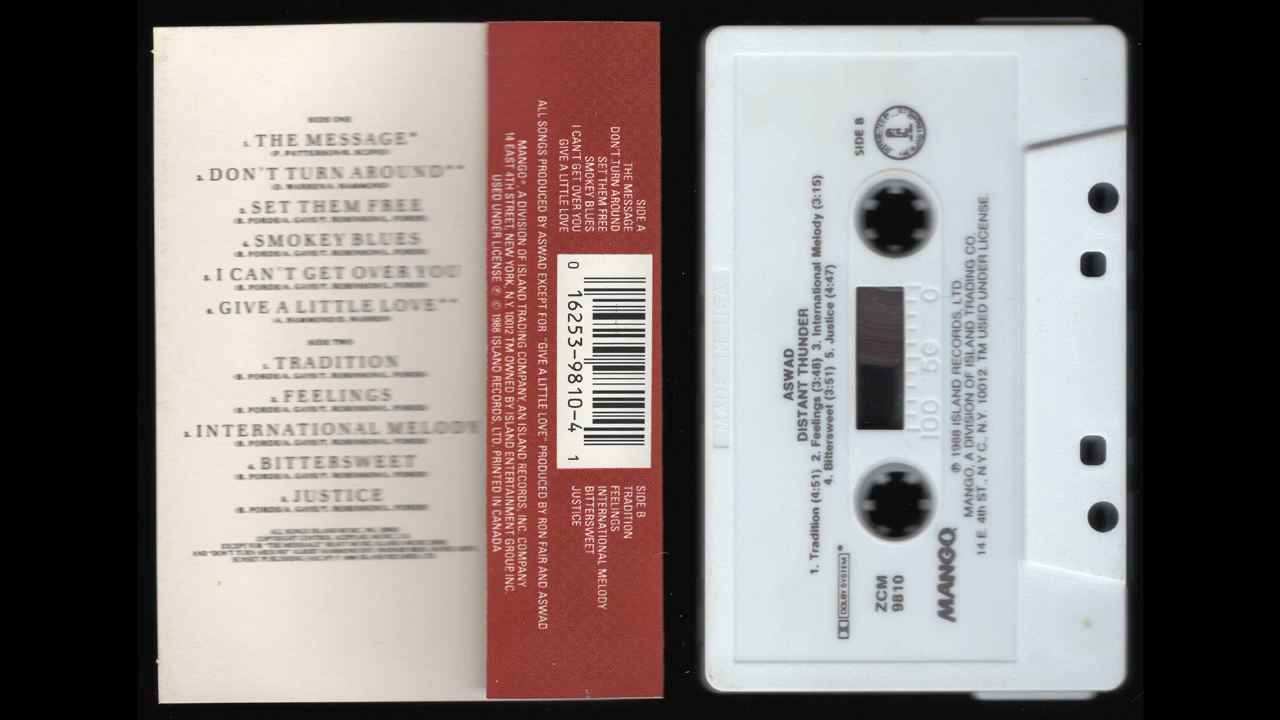 SIDE ONE
1. THE MESSAGE*
2. DON'T TURN AROUND**
(D. WARREN/A. HAMMOND)
3. SET THEM FREE
4. SMOKEY BLUES
5. I CAN'T GET OVER YOU
6. GIVE A LITTLE LOVE**
(A. HAMMOND/D. WARREN)
SIDE TWO
1. TRADITION
2. FEELINGS
3. INTERNATIONAL MELODY
4. BITTERSWEET
5. JUSTICE
SIDE A
THE MESSAGE
DON'T TURN AROUND
SET THEM FREE
SMOKEY BLUES
I CAN'T GET OVER YOU
GIVE A LITTLE LOVE
0 16253-9810-4 1
SIDE B
TRADITION
FEELINGS
INTERNATIONAL MELODY
BITTERSWEET
JUSTICE
ALL SONGS PRODUCED BY ASWAD EXCEPT FOR "GIVE A LITTLE LOVE" PRODUCED BY RON FAIR AND ASWAD
MANGO®, A DIVISION OF ISLAND TRADING COMPANY, AN ISLAND RECORDS, INC. COMPANY
14 EAST 4TH STREET, NEW YORK, N.Y. 10012 TM OWNED BY ISLAND ENTERTAINMENT GROUP, INC.
USED UNDER LICENSE ℗ © 1988 ISLAND RECORDS, LTD. PRINTED IN CANADA
SIDE B
ASWAD
DISTANT THUNDER
1. Tradition (4:51) 2. Feelings (3:48) 3. International Melody (3:15)
4. Bittersweet (3:51) 5. Justice (4:47)
DOLBY SYSTEM®
ZCM
9810
100 50 0
MANGO
℗ 1988 ISLAND RECORDS, LTD.
MANGO, A DIVISION OF ISLAND TRADING CO.
14 E. 4th ST., N.Y.C., N.Y. 10012. TM USED UNDER LICENSE.
MADE IN USA